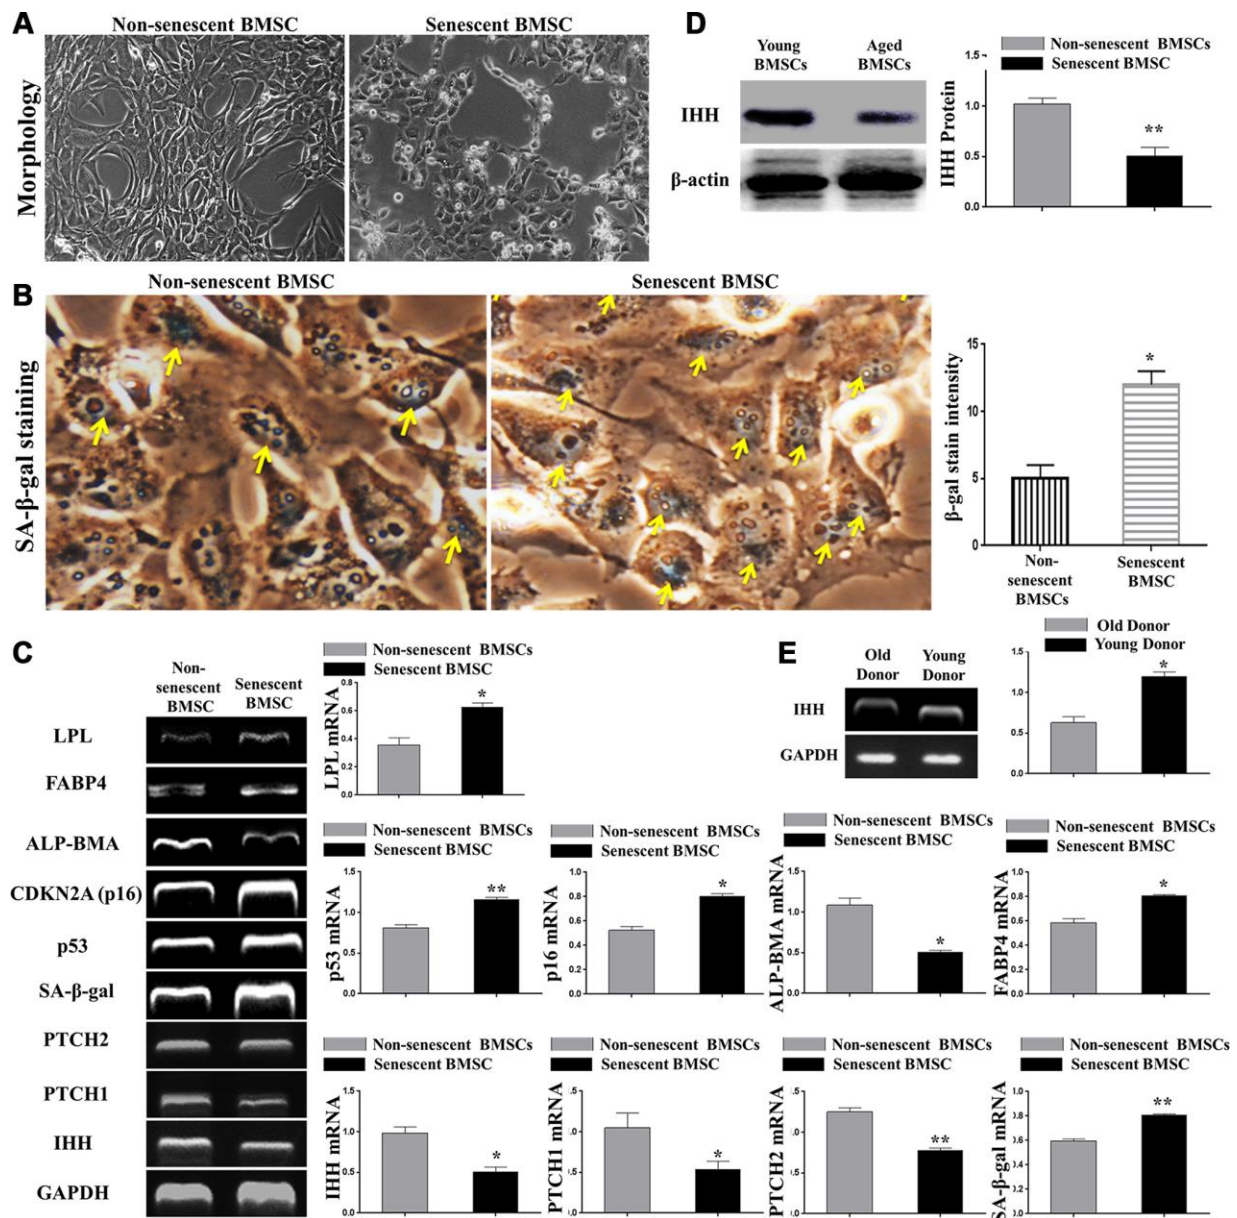 A
Non-senescent BMSC
Senescent BMSC
Morphology
D
Young
BMSCs
Aged
BMSCs
IHH
β-actin
Non-senescent BMSCs
Senescent BMSC
IHH Protein
1.5
1.0
0.5
0.0
**
B
Non-senescent BMSC
Senescent BMSC
SA-β-gal staining
β-gal stain intensity
15
10
5
0
*
Non-
senescent
BMSCs
Senescent
BMSC
C
Non-
senescent
BMSC
Senescent
BMSC
LPL
FABP4
ALP-BMA
CDKN2A (p16)
p53
SA-β-gal
PTCH2
PTCH1
IHH
GAPDH
Non-senescent BMSCs
Senescent BMSC
LPL mRNA
0.8
0.6
0.4
0.2
0.0
*
E
Old
Donor
Young
Donor
IHH
GAPDH
Old Donor
Young Donor
1.5
1.0
0.5
0.0
*
Non-senescent BMSCs
Senescent BMSC
p53 mRNA
1.5
1.0
0.5
0.0
**
Non-senescent BMSCs
Senescent BMSC
p16 mRNA
1.0
0.8
0.6
0.4
0.2
0.0
*
Non-senescent BMSCs
Senescent BMSC
ALP-BMA mRNA
1.5
1.0
0.5
0.0
*
Non-senescent BMSCs
Senescent BMSC
FABP4 mRNA
1.0
0.8
0.6
0.4
0.2
0.0
*
Non-senescent BMSCs
Senescent BMSC
IHH mRNA
1.5
1.0
0.5
*
Non-senescent BMSCs
Senescent BMSC
PTCH1 mRNA
1.5
*
Non-senescent BMSCs
Senescent BMSC
PTCH2 mRNA
**
Non-senescent BMSCs
Senescent BMSC
SA-β-gal mRNA
1.0
**